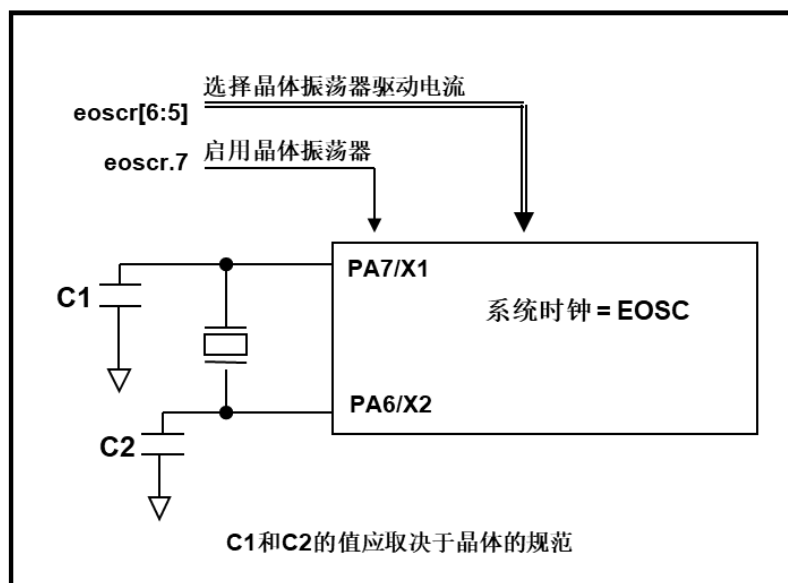 选择晶体振荡器驱动电流
eoscr[6:5]
eoscr.7 启用晶体振荡器
PA7/X1
C1
系统时钟 = EOSC
PA6/X2
C2
C1和C2的值应取决于晶体的规范